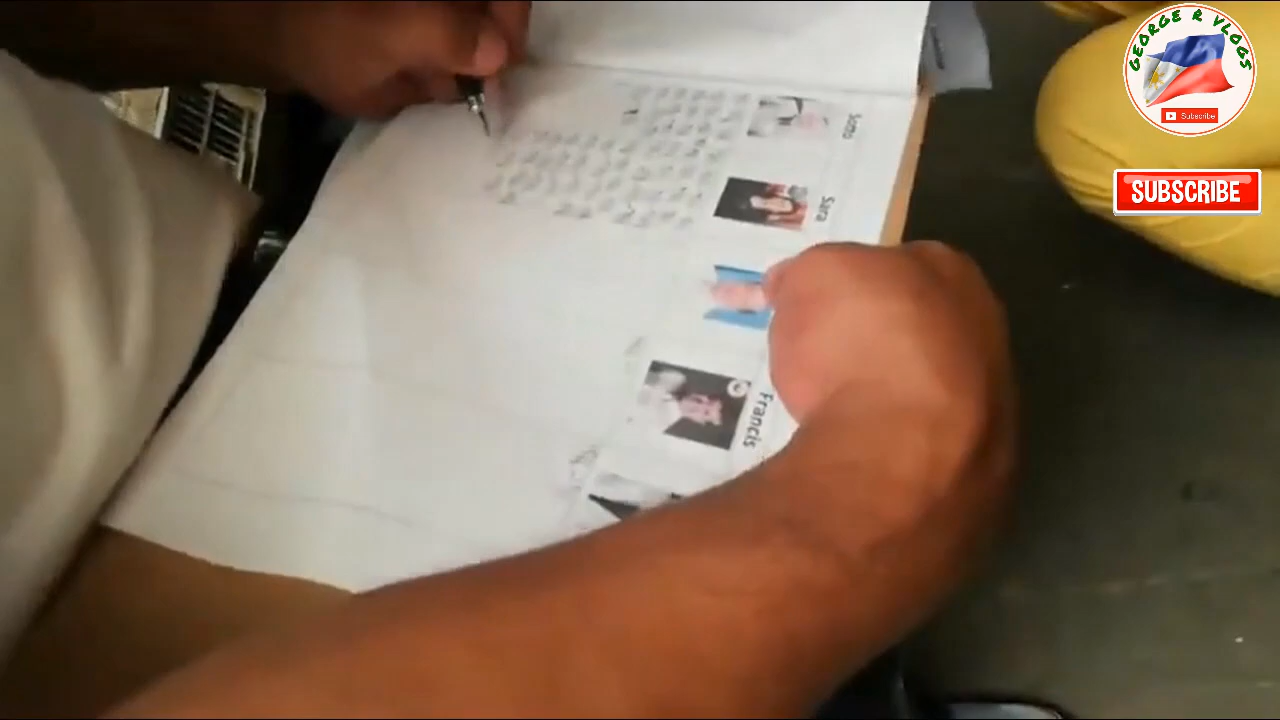 GEORGE R VLOGS
Subscribe
SUBSCRIBE
Sotto
Sara
Francis